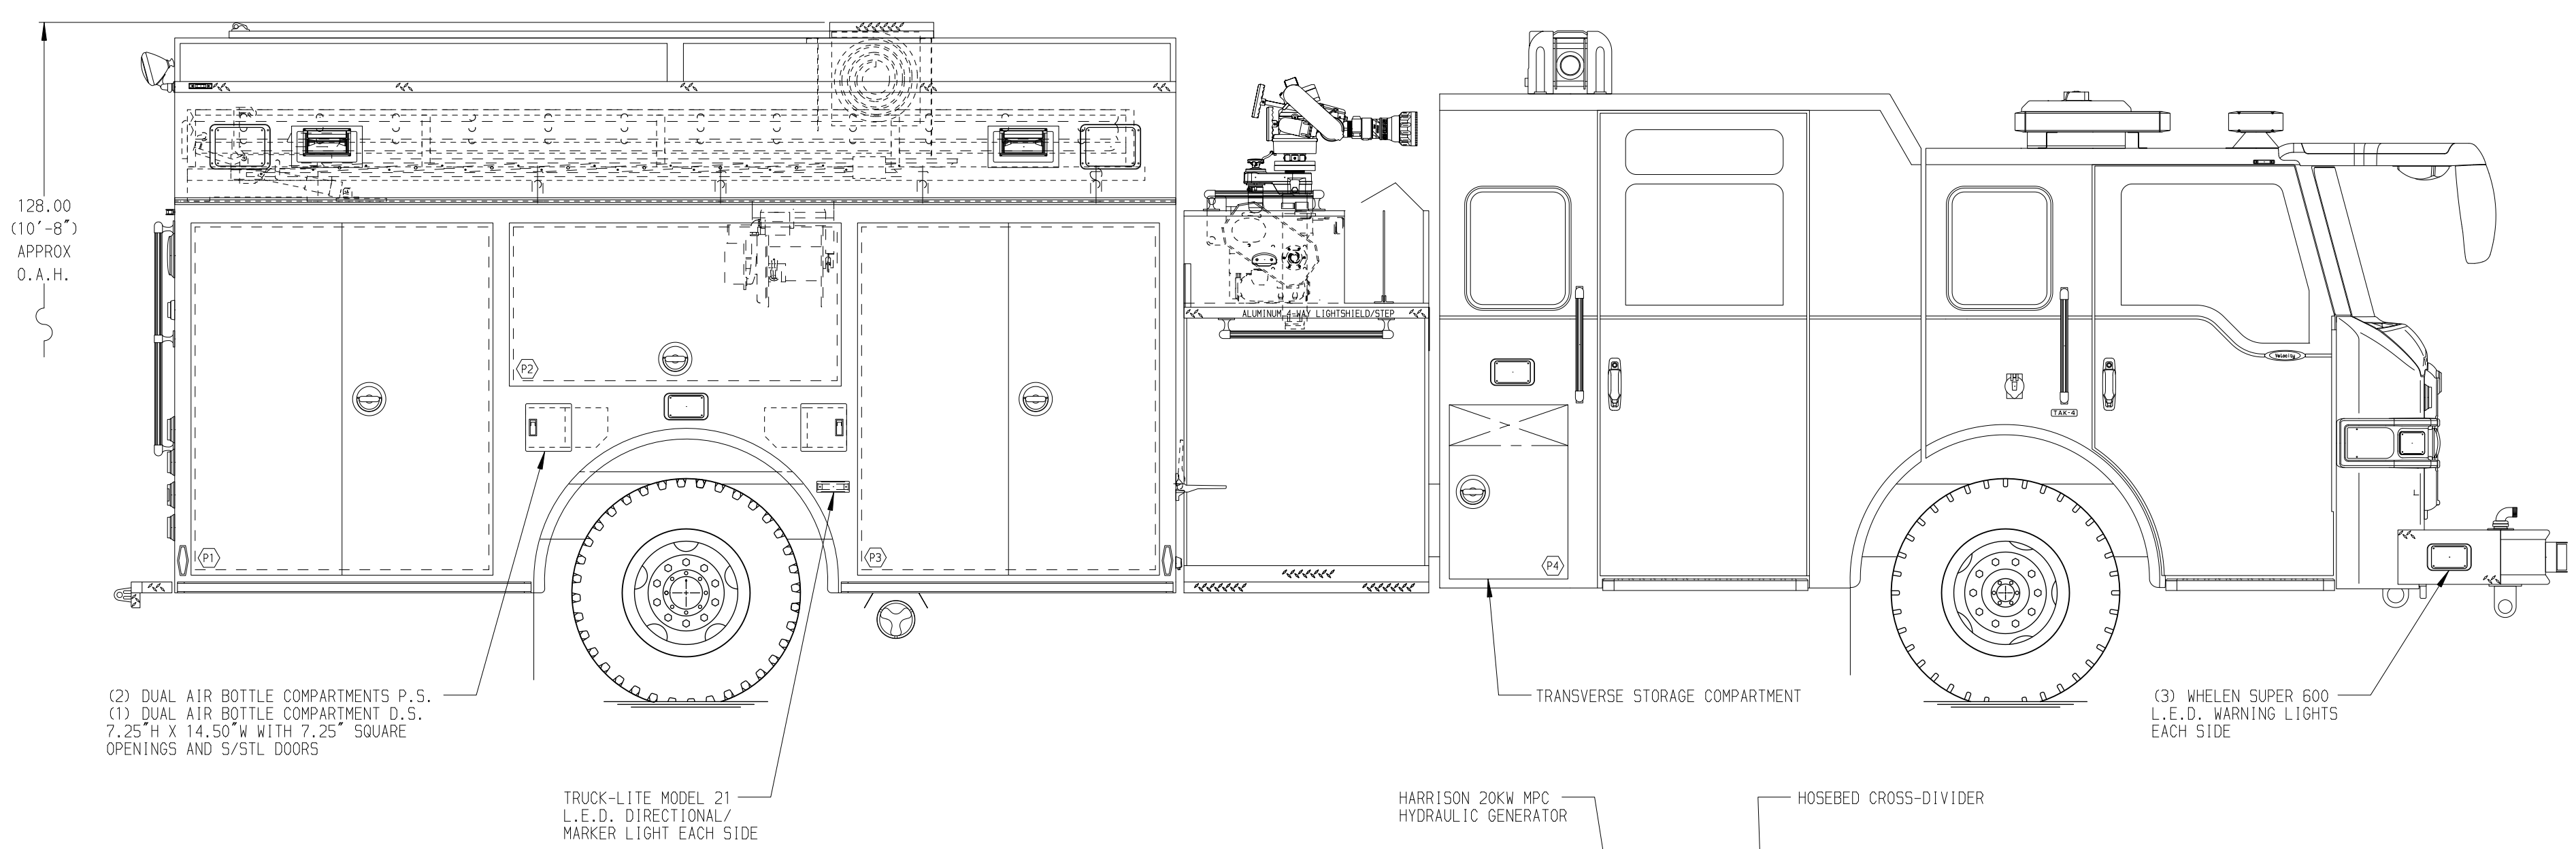 128.00
(10'-8")
APPROX
O.A.H.
ALUMINUM 4-WAY LIGHTSHIELD/STEP
P2
Velocity
TAK-4
P1
P3
P4
(2) DUAL AIR BOTTLE COMPARTMENTS P.S.
(1) DUAL AIR BOTTLE COMPARTMENT D.S.
7.25"H X 14.50"W WITH 7.25" SQUARE
OPENINGS AND S/STL DOORS
TRANSVERSE STORAGE COMPARTMENT
(3) WHELEN SUPER 600
L.E.D. WARNING LIGHTS
EACH SIDE
TRUCK-LITE MODEL 21
L.E.D. DIRECTIONAL/
MARKER LIGHT EACH SIDE
HARRISON 20KW MPC
HYDRAULIC GENERATOR
HOSEBED CROSS-DIVIDER